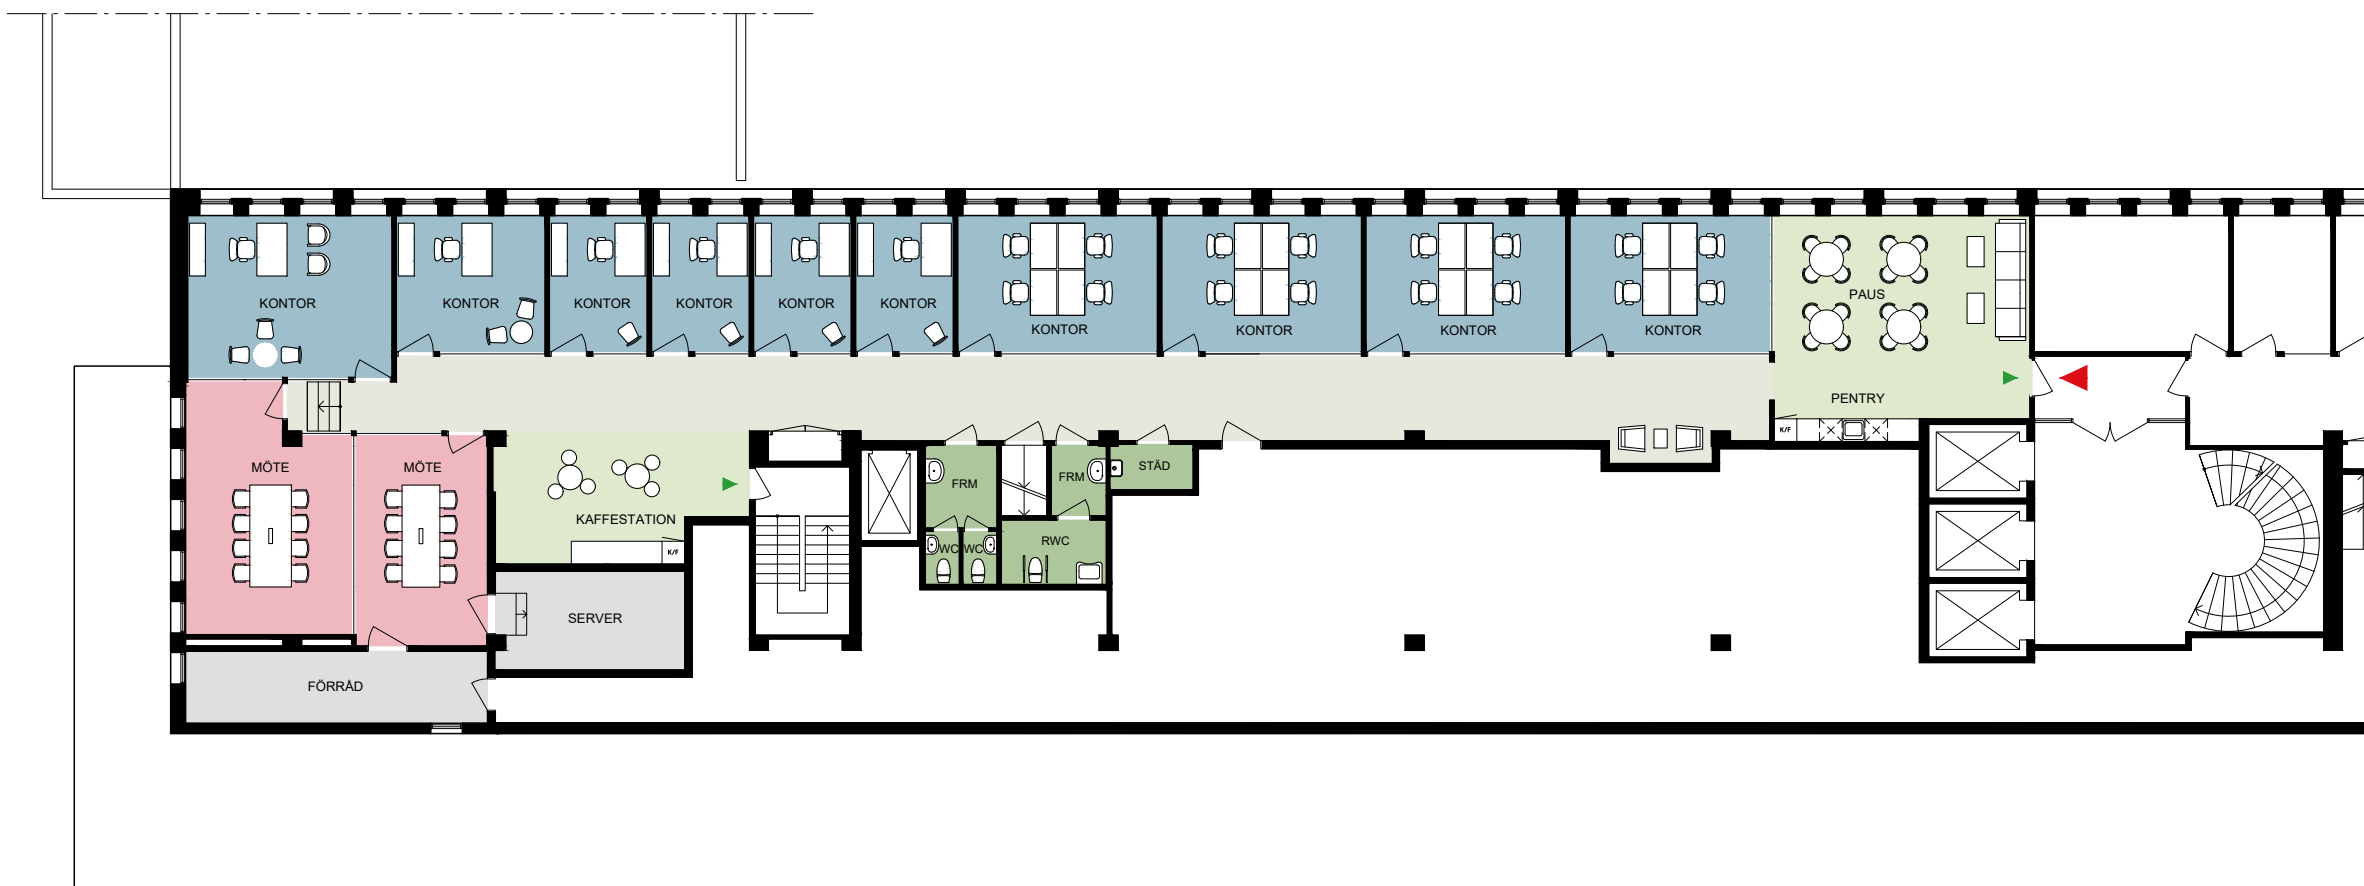 KONTOR
KONTOR
KONTOR
KONTOR
KONTOR
KONTOR
KONTOR
KONTOR
KONTOR
KONTOR
PAUS
PENTRY
K/F
MÖTE
MÖTE
KAFFESTATION
K/F
FRM
FRM
STÄD
WC
WC
RWC
SERVER
FÖRRÅD